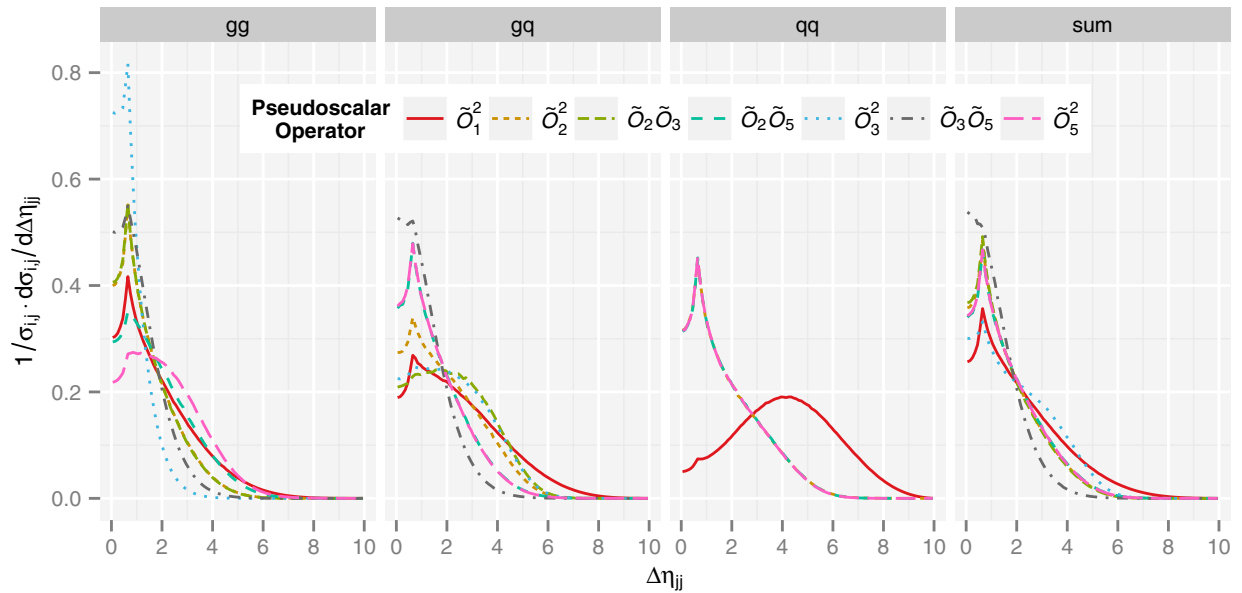 gg gq qq sum
0.8
Pseudoscalar
Operator
Õ₁² Õ₂² Õ₂Õ₃ Õ₂Õ₅ Õ₃² Õ₃Õ₅ Õ₅²
0.6
0.4
0.2
0.0
1/σi,j · dσi,j/dΔηjj
0 2 4 6 8 10 0 2 4 6 8 10 0 2 4 6 8 10 0 2 4 6 8 10
Δηjj